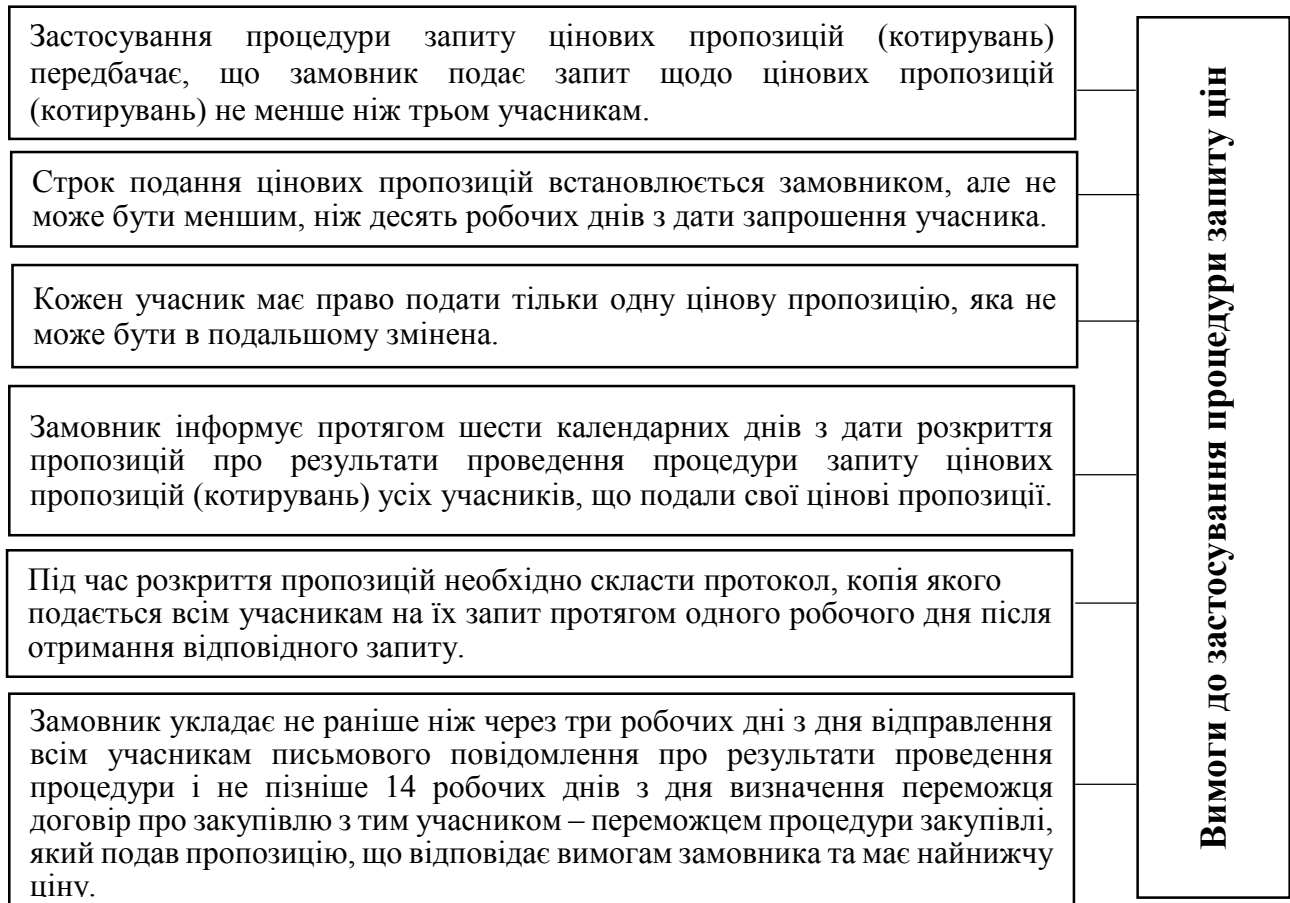 Застосування процедури запиту цінових пропозицій (котирувань)
передбачає, що замовник подає запит щодо цінових пропозицій
(котирувань) не менше ніж трьом учасникам.
Строк подання цінових пропозицій встановлюється замовником, але не
може бути меншим, ніж десять робочих днів з дати запрошення учасника.
Кожен учасник має право подати тільки одну цінову пропозицію, яка не
може бути в подальшому змінена.
Замовник інформує протягом шести календарних днів з дати розкриття
пропозицій про результати проведення процедури запиту цінових
пропозицій (котирувань) усіх учасників, що подали свої цінові пропозиції.
Під час розкриття пропозицій необхідно скласти протокол, копія якого
подається всім учасникам на їх запит протягом одного робочого дня після
отримання відповідного запиту.
Замовник укладає не раніше ніж через три робочих дні з дня відправлення
всім учасникам письмового повідомлення про результати проведення
процедури і не пізніше 14 робочих днів з дня визначення переможця
договір про закупівлю з тим учасником – переможцем процедури закупівлі,
який подав пропозицію, що відповідає вимогам замовника та має найнижчу
ціну.
Вимоги до застосування процедури запиту цін